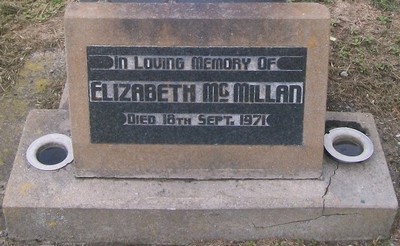 In Loving Memory Of
Elizabeth McMillan
Died 18th Sept. 1971